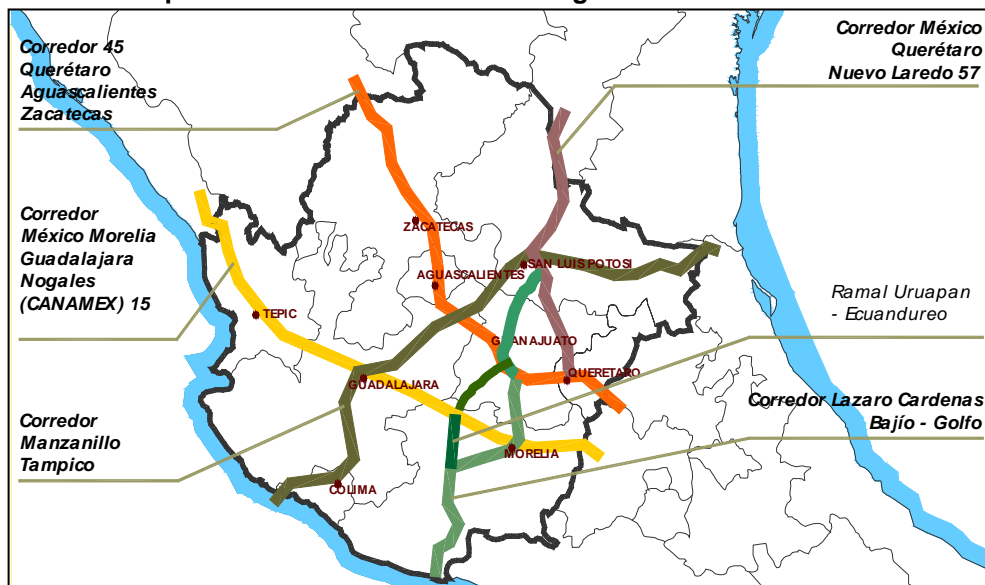 Corredor 45
Querétaro
Aguascalientes
Zacatecas
Corredor México
Querétaro
Nuevo Laredo 57
Corredor
México Morelia
Guadalajara
Nogales
(CANAMEX) 15
ZACATECAS
SAN LUIS POTOSI
AGUASCALIENTES
TEPIC
Ramal Uruapan
- Ecuandureo
GUANAJUATO
GUADALAJARA
QUERETARO
Corredor Lazaro Cardenas
Bajío - Golfo
Corredor
Manzanillo
Tampico
MORELIA
COLIMA